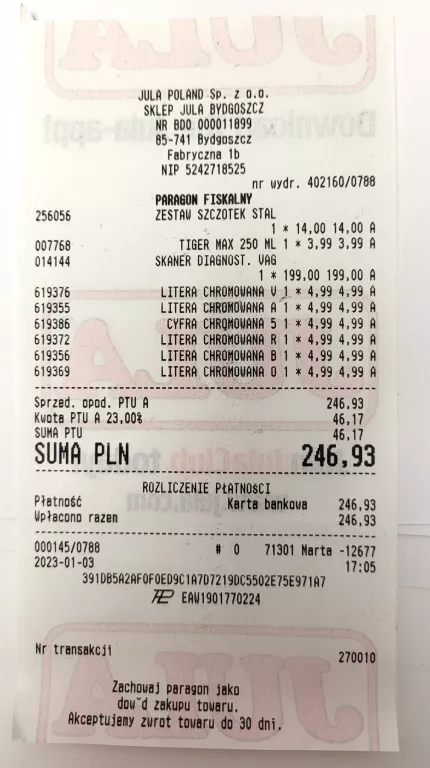 JULA POLAND Sp. z o.o.
SKLEP JULA BYDGOSZCZ
NR BDO 000011899
85-741 Bydgoszcz
Fabryczna 1b
NIP 5242718525
nr wydr. 402160/0788
PARAGON FISKALNY
256056 ZESTAW SZCZOTEK STAL
1 * 14,00 14,00 A
007768 TIGER MAX 250 ML 1 * 3,99 3,99 A
014144 SKANER DIAGNOST. VAG
1 * 199,00 199,00 A
619376 LITERA CHROMOWANA V 1 * 4,99 4,99 A
619355 LITERA CHROMOWANA A 1 * 4,99 4,99 A
619386 CYFRA CHROMOWANA 5 1 * 4,99 4,99 A
619372 LITERA CHROMOWANA R 1 * 4,99 4,99 A
619356 LITERA CHROMOWANA B 1 * 4,99 4,99 A
619369 LITERA CHROMOWANA O 1 * 4,99 4,99 A
Sprzed. opod. PTU A 246,93
Kwota PTU A 23,00% 46,17
SUMA PTU 46,17
SUMA PLN 246,93
ROZLICZENIE PŁATNOŚCI
Płatność Karta bankowa 246,93
Wpłacono razem 246,93
000145/0788 # 0 71301 Marta -12677
2023-01-03 17:05
391DB5A2AF0F0ED9C1A7D7219DC5502E75E971A7
EAW1901770224
Nr transakcji 270010
Zachowaj paragon jako
dow˘d zakupu towaru.
Akceptujemy zwrot towaru do 30 dni.